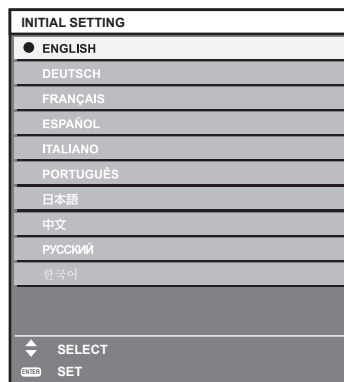 INITIAL SETTING
ENGLISH
DEUTSCH
FRANÇAIS
ESPAÑOL
ITALIANO
PORTUGUÊS
日本語
中文
РУССКИЙ
한국어
SELECT
ENTER SET